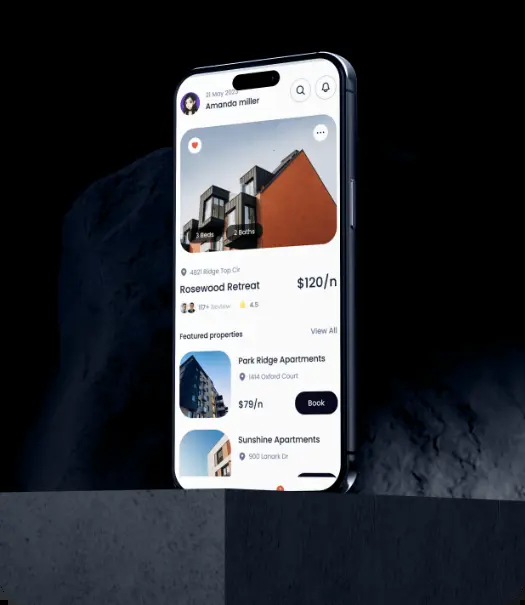 21 May 2025
Amanda miller
3 Beds
2 Baths
4821 Ridge Top Cir
Rosewood Retreat
$120/n
117+ Review
4.5
Featured properties
View All
Park Ridge Apartments
1414 Oxford Court
$79/n
Book
Sunshine Apartments
900 Lanark Dr